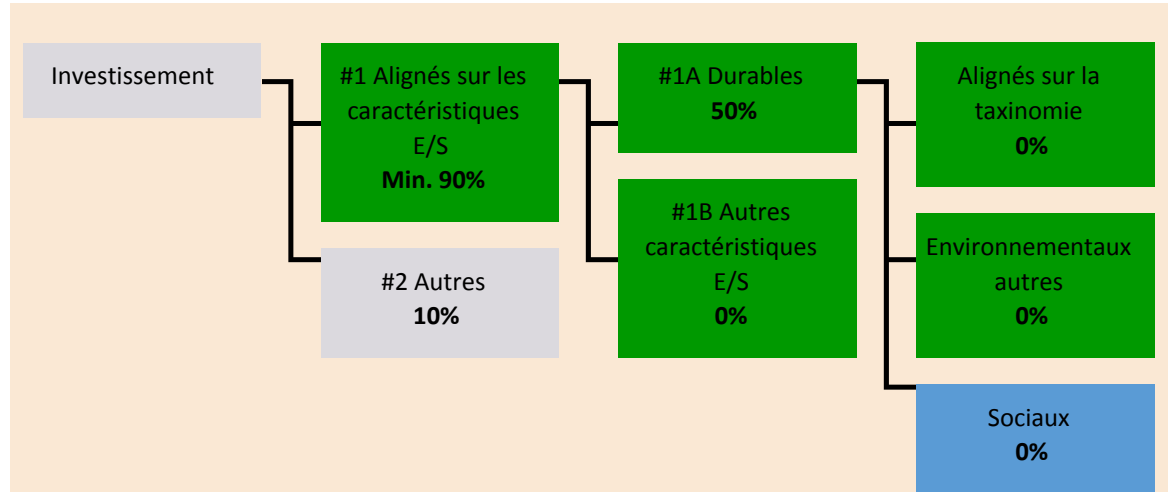 Investissement
#1 Alignés sur les
caractéristiques
E/S
Min. 90%
#2 Autres
10%
#1A Durables
50%
#1B Autres
caractéristiques
E/S
0%
Alignés sur la
taxinomie
0%
Environnementaux
autres
0%
Sociaux
0%